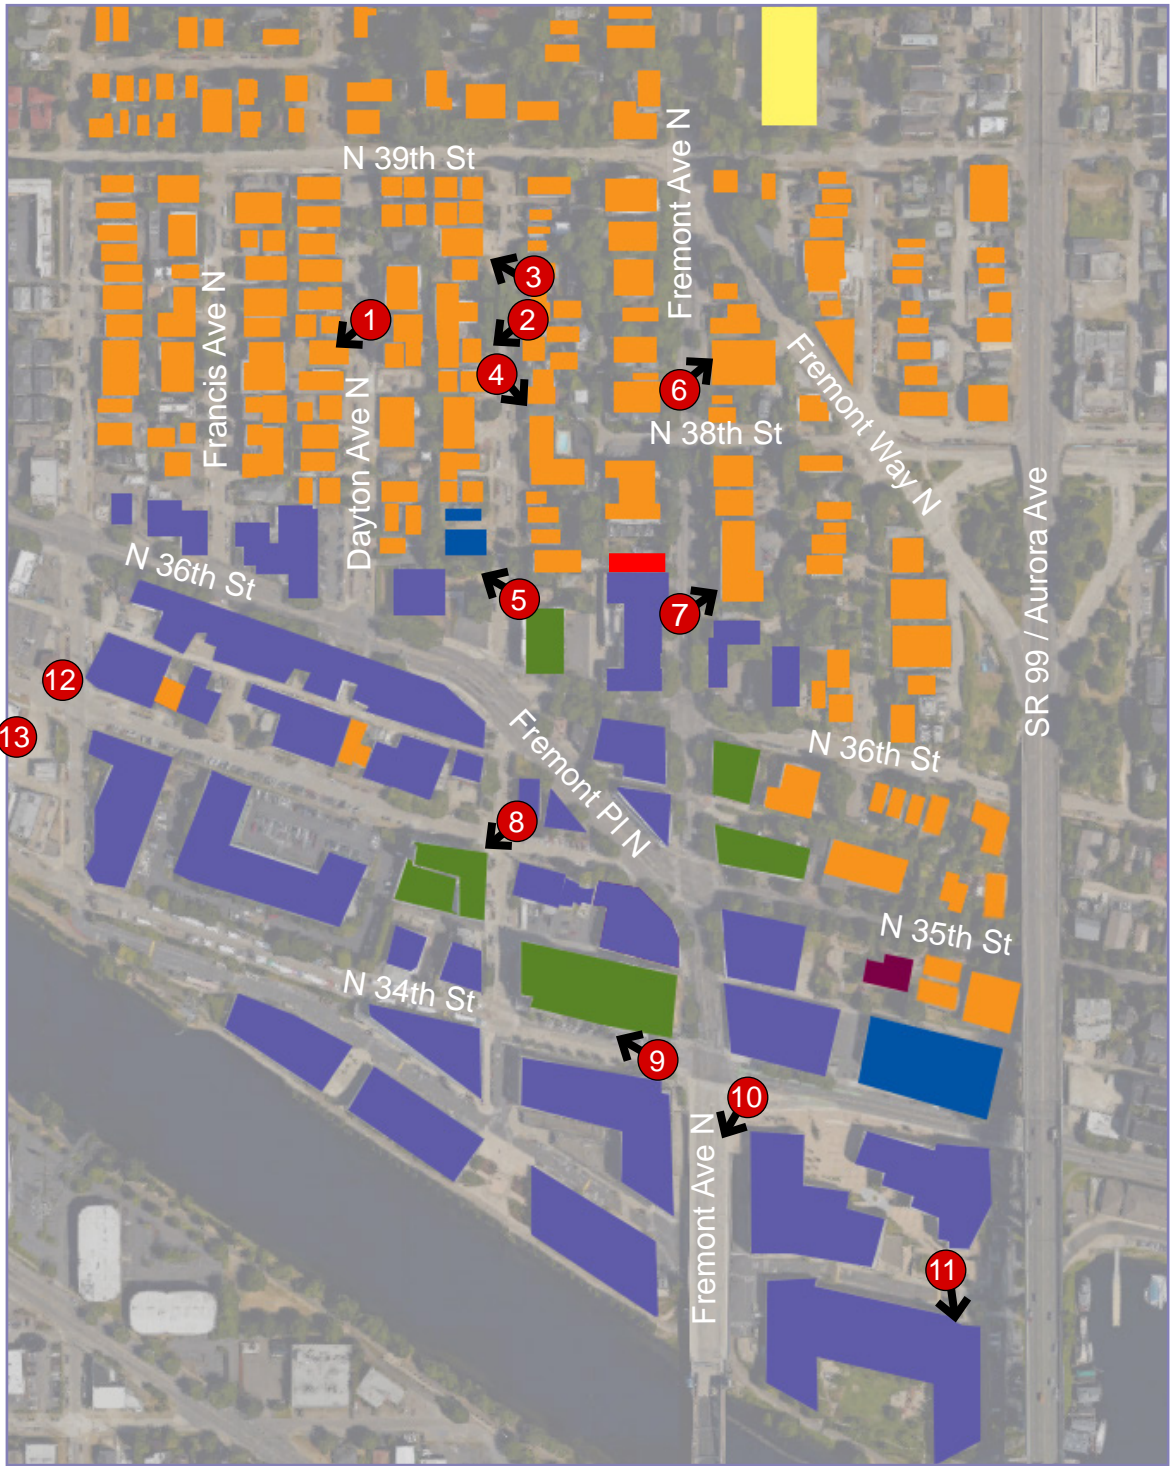 N 39th St
Fremont Ave N
3
Francis Ave N
1
2
4
6
Fremont Way N
Dayton Ave N
N 38th St
SR 99 / Aurora Ave
N 36th St
5
7
12
13
Fremont Pl N
N 36th St
8
N 35th St
N 34th St
9
10
Fremont Ave N
11